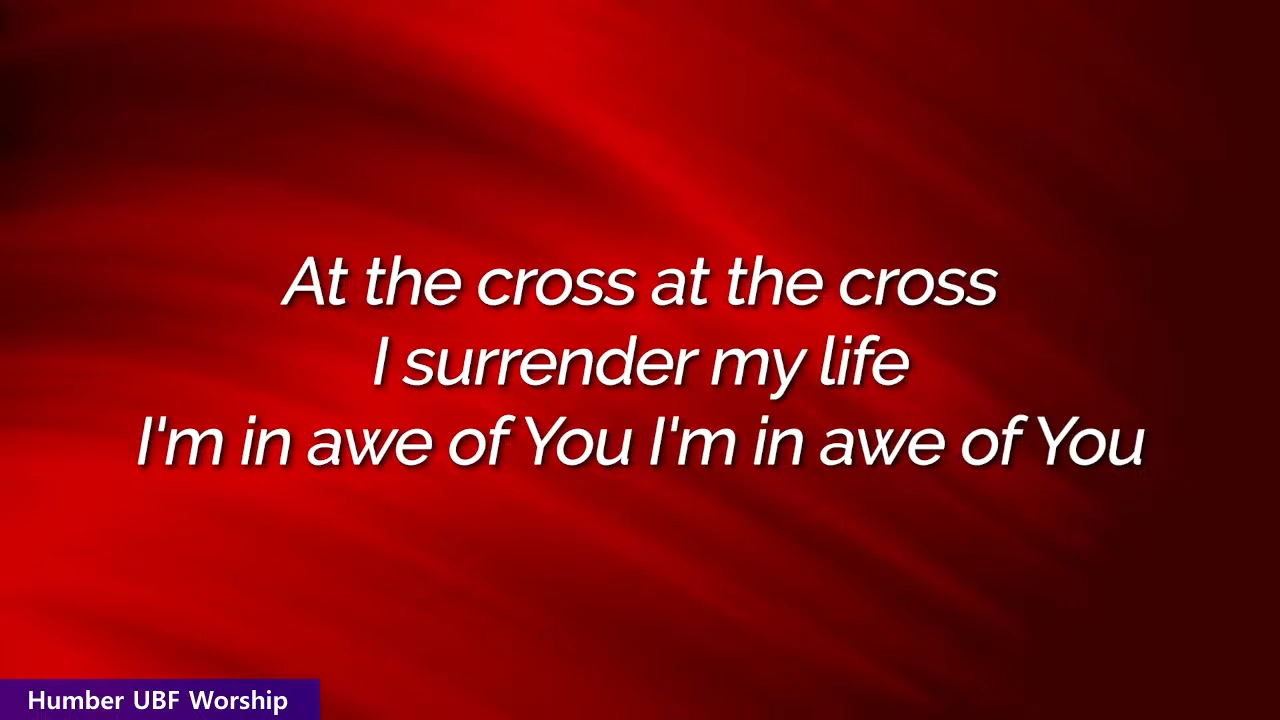 At the cross at the cross
I surrender my life
I'm in awe of You I'm in awe of You
Humber UBF Worship